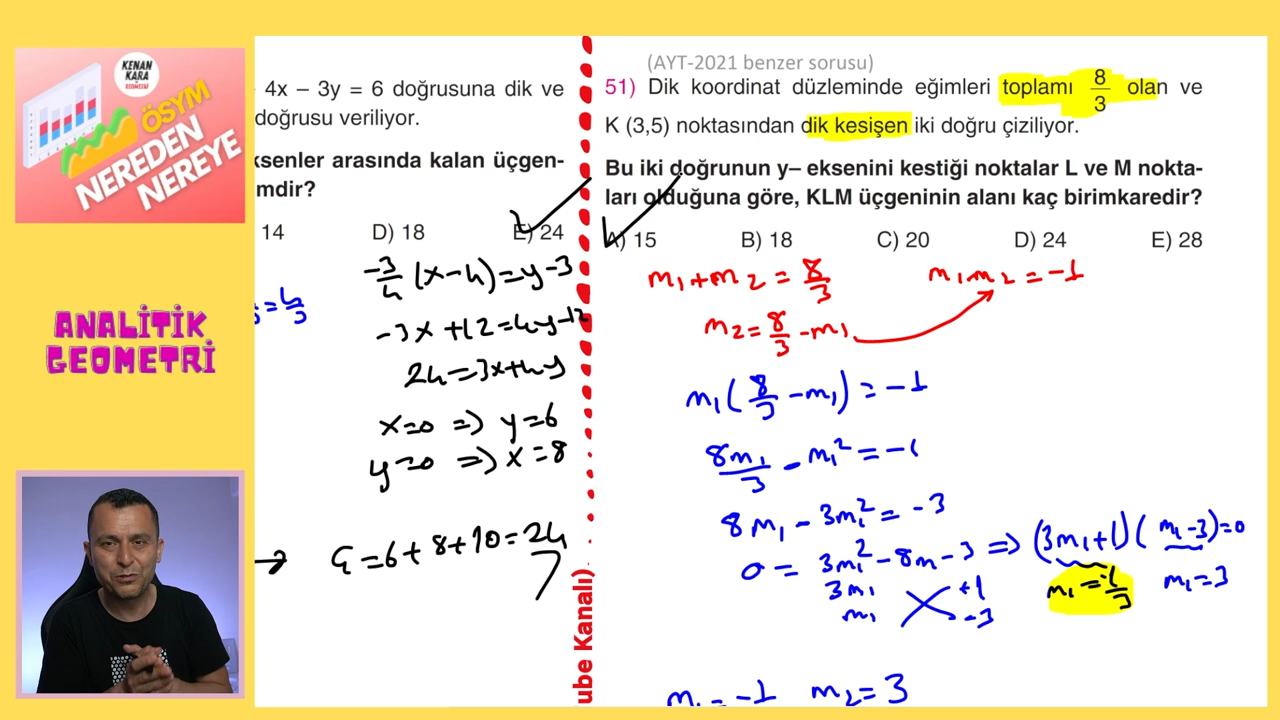 KENAN
KARA
GEOMETRİ
ÖSYM
NEREDEN
NEREYE
ANALİTİK
GEOMETRİ
4x – 3y = 6 doğrusuna dik ve
doğrusu veriliyor.
ksenler arasında kalan üçgen-
mdir?
14 D) 18 E) 24
-3/4 (x-4)=y-3
-3x+12=4y-12
24=3x+4y
x=0 => y=6
y=0 => x=8
Ç=6+8+10=24
=4/3
ube Kanalı)
(AYT-2021 benzer sorusu)
51) Dik koordinat düzleminde eğimleri toplamı 8/3 olan ve
K (3,5) noktasından dik kesişen iki doğru çiziliyor.
Bu iki doğrunun y– eksenini kestiği noktalar L ve M nokta-
ları olduğuna göre, KLM üçgeninin alanı kaç birimkaredir?
A) 15 B) 18 C) 20 D) 24 E) 28
m₁+m₂=8/3 m₁.m₂=-1
m₂=8/3-m₁
m₁(8/3-m₁)=-1
8m₁/3-m₁²=-1
8m₁-3m₁²=-3
0=3m₁²-8m-3 => (3m₁+1)(m₁-3)=0
3m₁ +1 m₁=-1/3 m₁=3
m₁ -3
m₁=-1 m₂=3